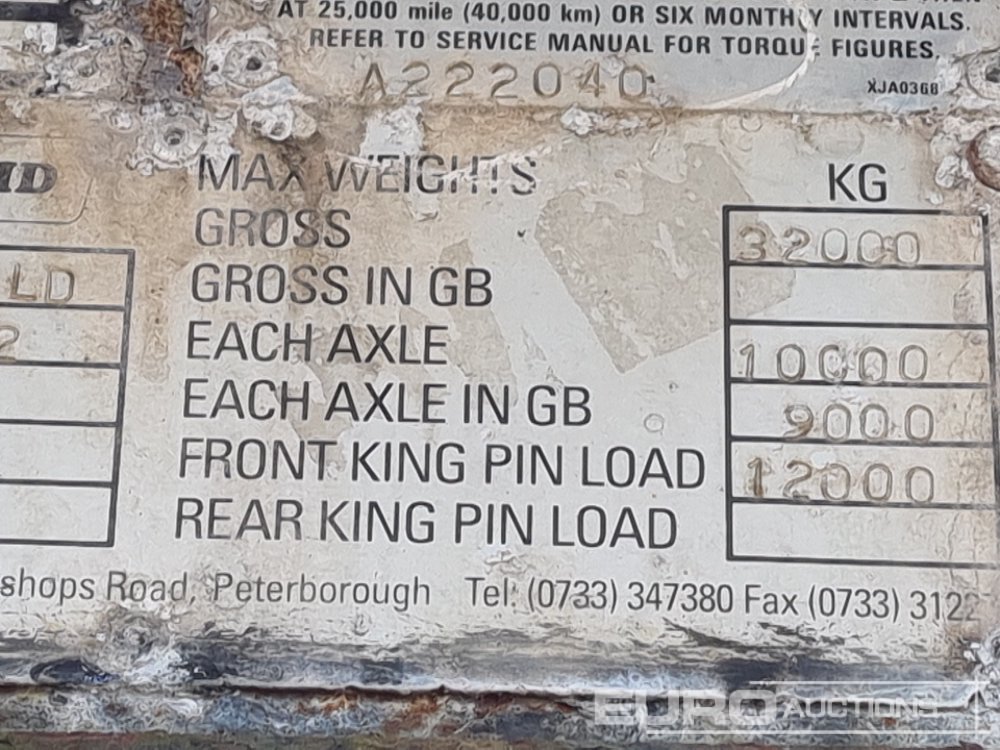 AT 25,000 mile (40,000 km) OR SIX MONTHLY INTERVALS.
REFER TO SERVICE MANUAL FOR TORQUE FIGURES.
A222040 XJA0368
MAX WEIGHTS KG
GROSS 32000
LD GROSS IN GB
2 EACH AXLE 10000
EACH AXLE IN GB 9000
FRONT KING PIN LOAD 12000
REAR KING PIN LOAD
shops Road, Peterborough Tel: (0733) 347380 Fax (0733) 3122
EURO AUCTIONS